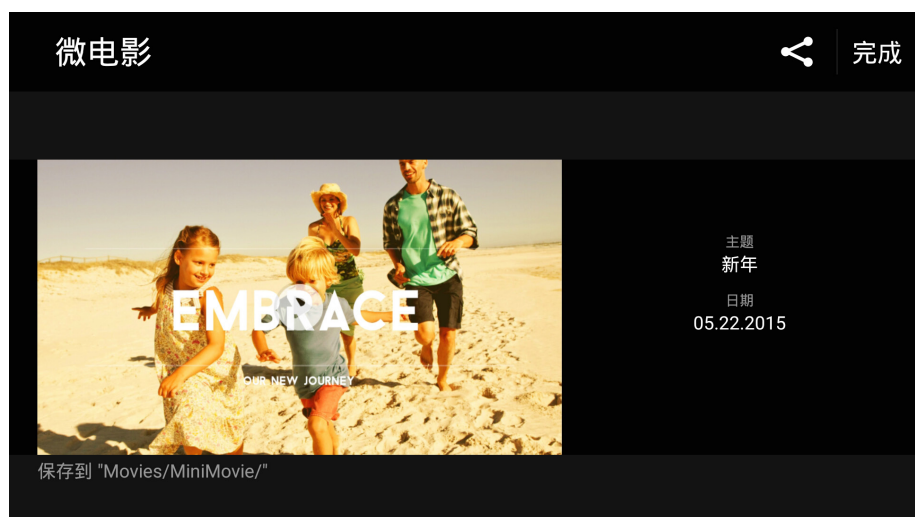 微电影
完成
EMBRACE
OUR NEW JOURNEY
主题
新年
日期
05.22.2015
保存到 "Movies/MiniMovie/"